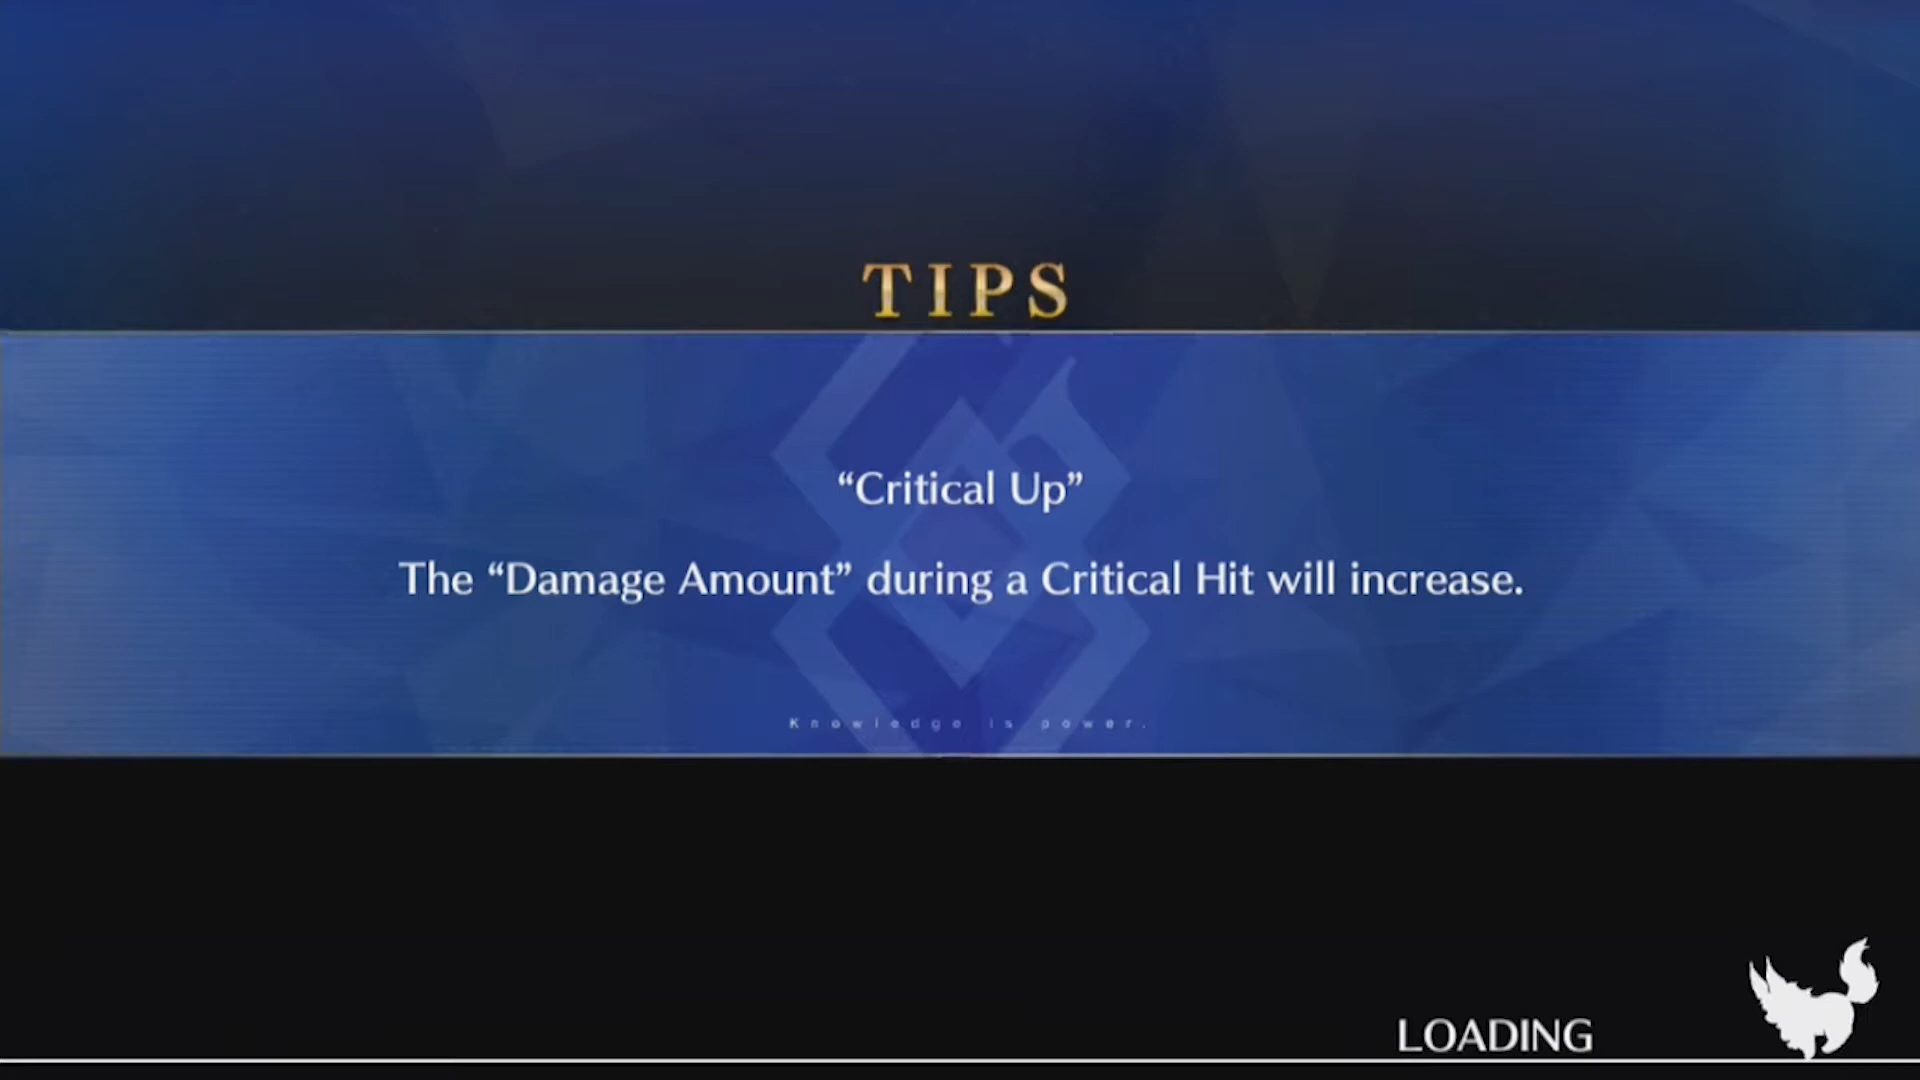 TIPS
“Critical Up”
The “Damage Amount” during a Critical Hit will increase.
Knowledge is power.
LOADING